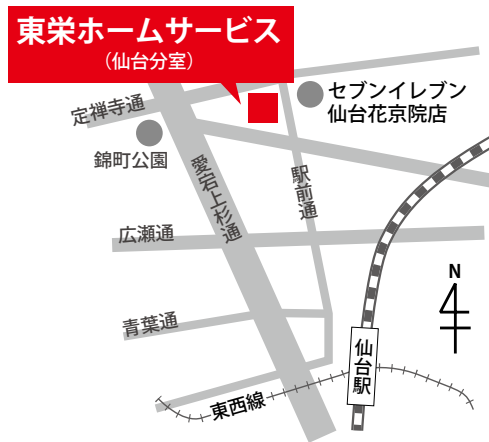 東栄ホームサービス
（仙台分室）
セブンイレブン
仙台花京院店
定禅寺通
錦町公園
愛宕上杉通
駅前通
広瀬通
N
青葉通
仙台駅
東西線